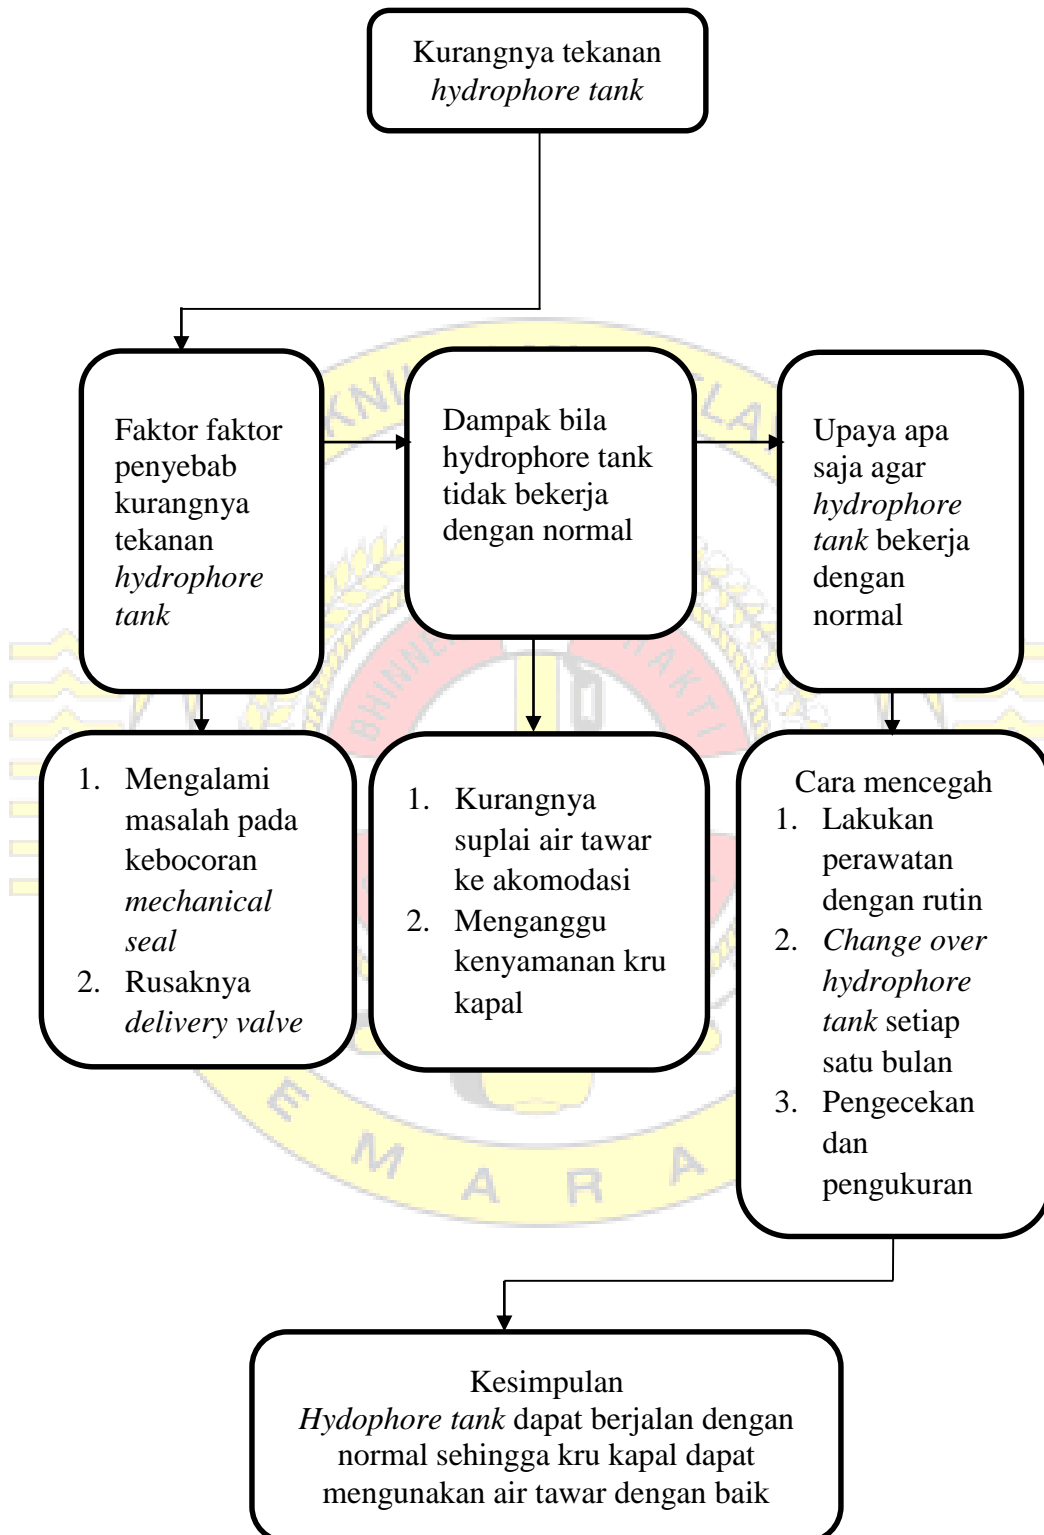 Kurangnya tekanan
hydrophore tank
Faktor faktor
penyebab
kurangnya
tekanan
hydrophore
tank
Dampak bila
hydrophore tank
tidak bekerja
dengan normal
Upaya apa
saja agar
hydrophore
tank bekerja
dengan
normal
1. Mengalami
masalah pada
kebocoran
mechanical
seal
2. Rusaknya
delivery valve
1. Kurangnya
suplai air tawar
ke akomodasi
2. Menganggu
kenyamanan kru
kapal
Cara mencegah
1. Lakukan
perawatan
dengan rutin
2. Change over
hydrophore
tank setiap
satu bulan
3. Pengecekan
dan
pengukuran
Kesimpulan
Hydophore tank dapat berjalan dengan
normal sehingga kru kapal dapat
mengunakan air tawar dengan baik